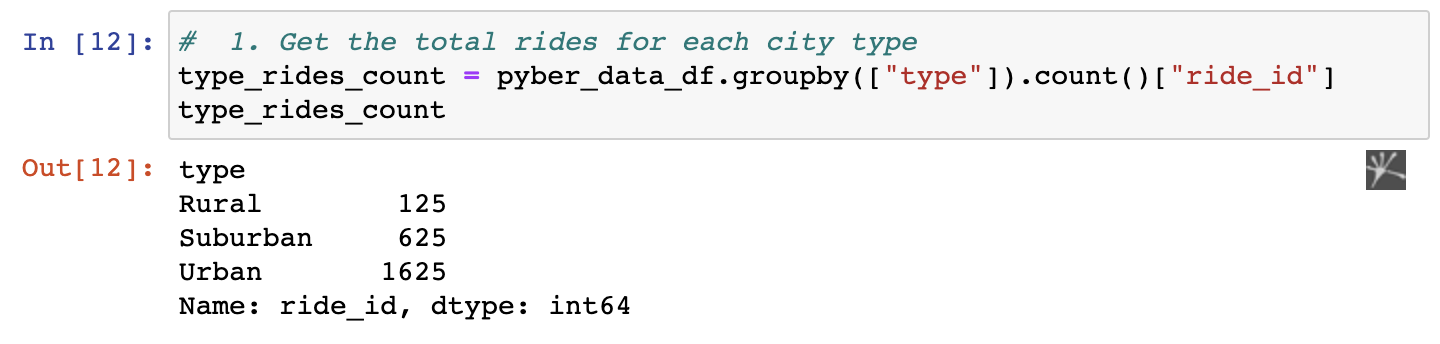 In [12]: #  1. Get the total rides for each city type
type_rides_count = pyber_data_df.groupby(["type"]).count()["ride_id"]
type_rides_count
Out[12]: type
Rural        125
Suburban     625
Urban       1625
Name: ride_id, dtype: int64